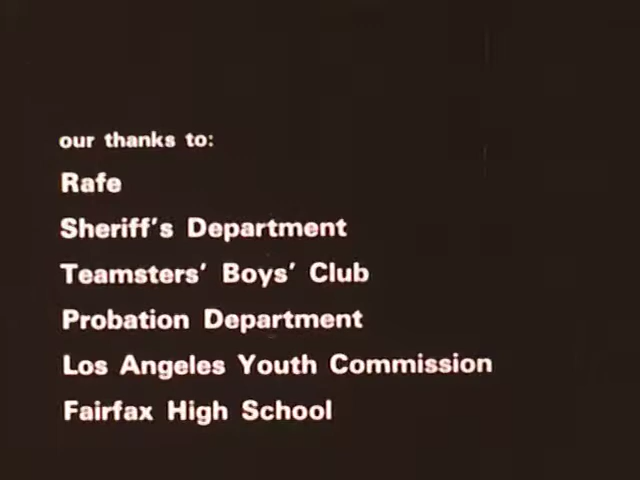 our thanks to:
Rafe
Sheriff's Department
Teamsters' Boys' Club
Probation Department
Los Angeles Youth Commission
Fairfax High School